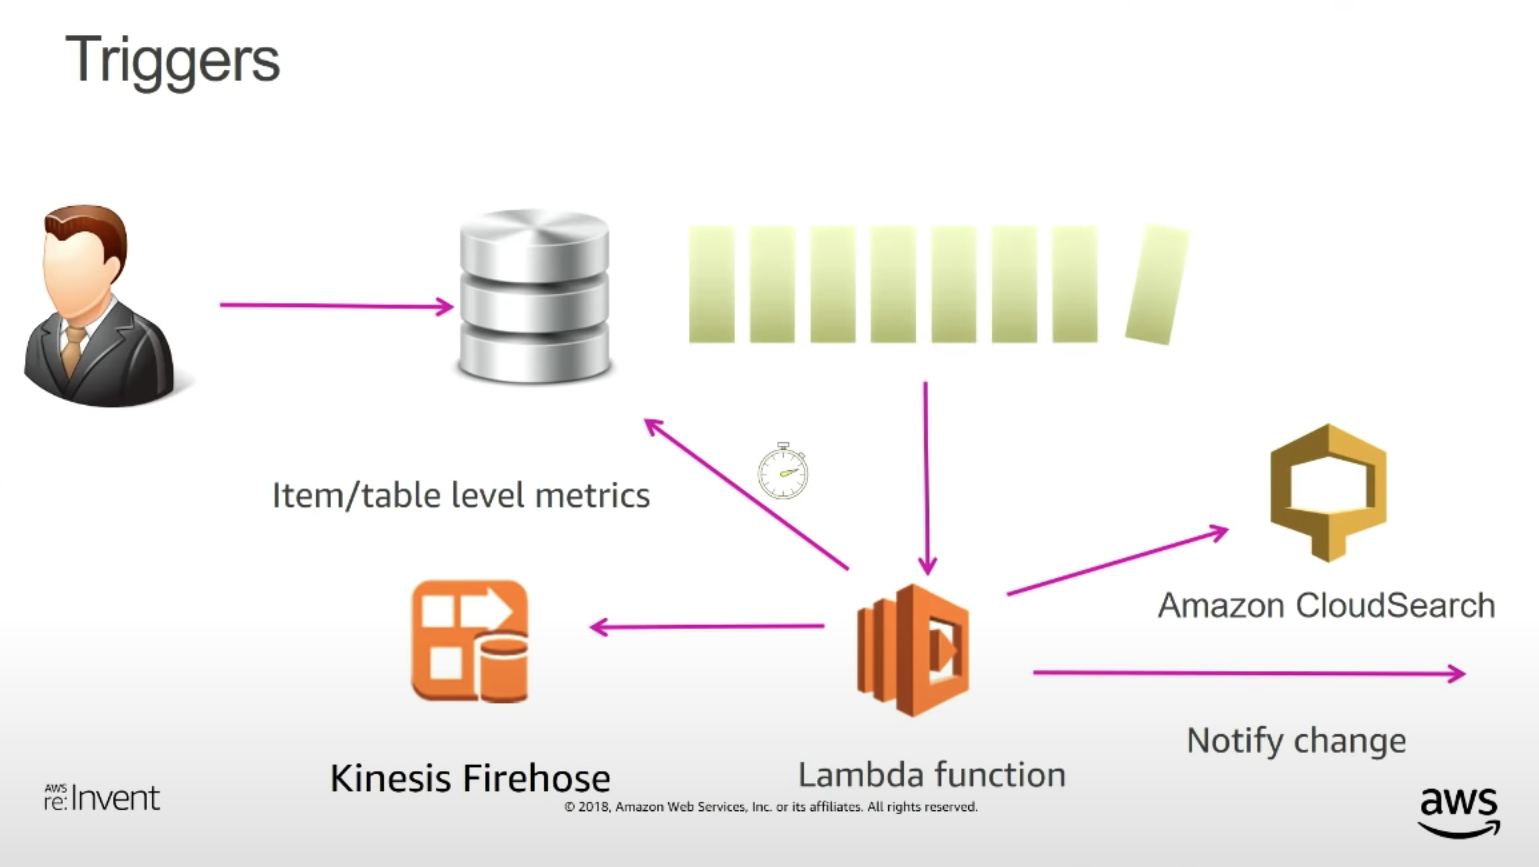 Triggers
Item/table level metrics
Amazon CloudSearch
Notify change
Kinesis Firehose
Lambda function
AWS
re:Invent
© 2018, Amazon Web Services, Inc. or its affiliates. All rights reserved.
aws